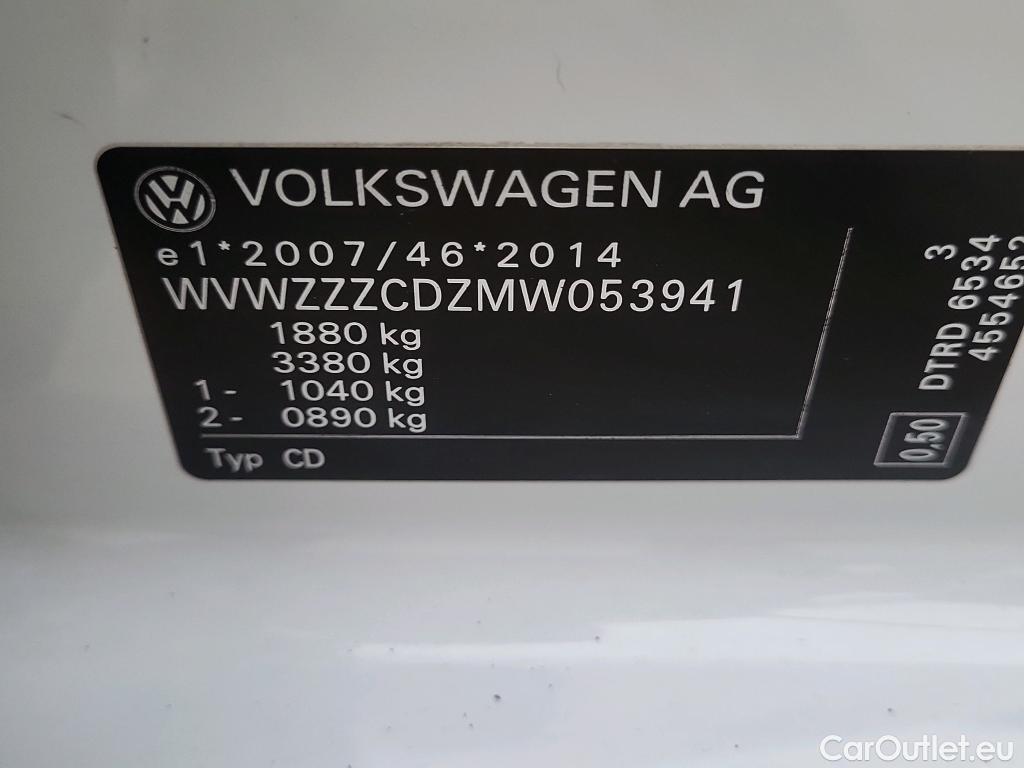 VOLKSWAGEN AG
e1*2007/46*2014
WVWZZZCDZMW053941
1880 kg
3380 kg
1- 1040 kg
2- 0890 kg
Typ CD
3
DTRD 6534
4554652
0,50
CarOutlet.eu